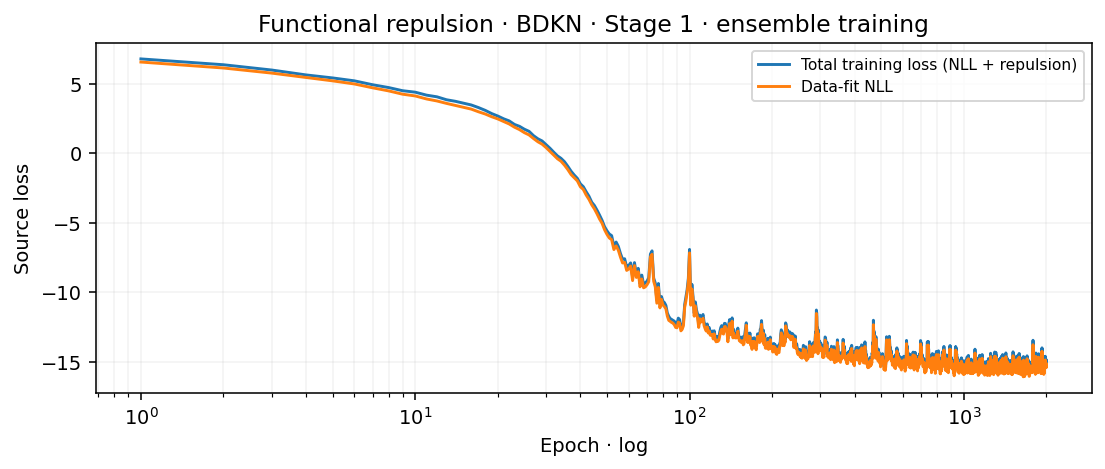 Functional repulsion · BDKN · Stage 1 · ensemble training
Total training loss (NLL + repulsion)
Data-fit NLL
Source loss
5
0
−5
−10
−15
10⁰
10¹
10²
10³
Epoch · log